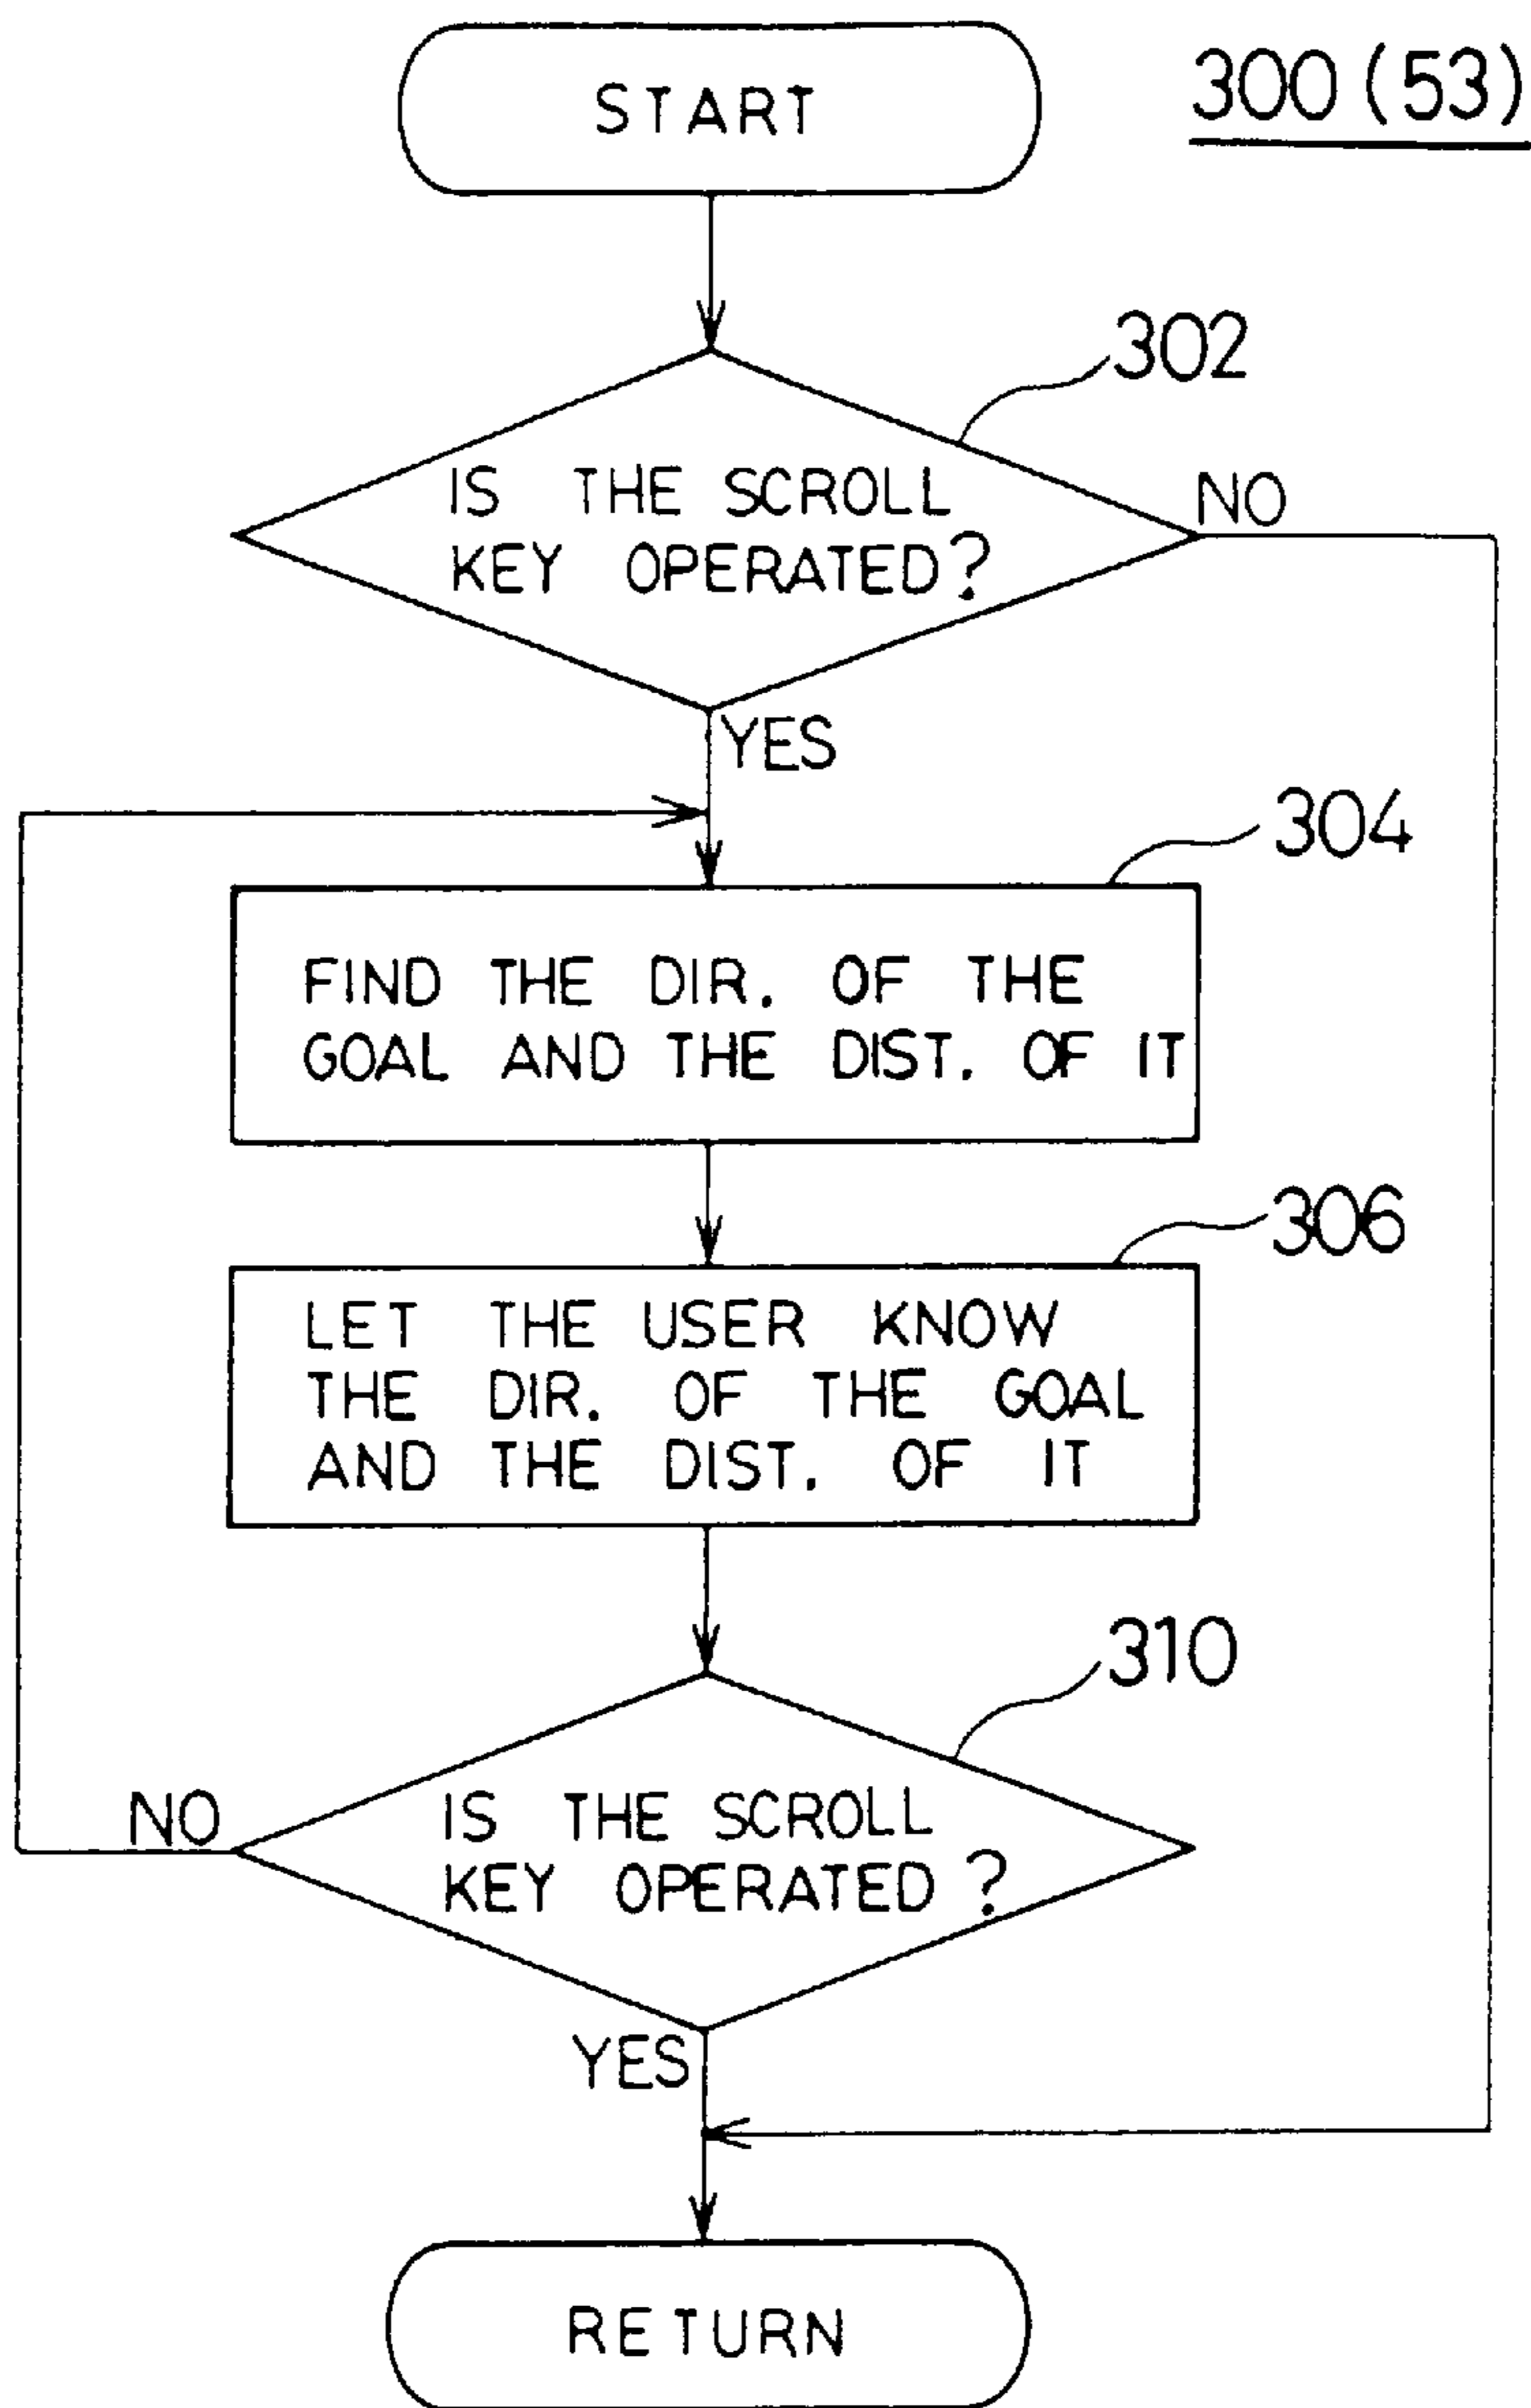 START
300 (53)
302
IS THE SCROLL
KEY OPERATED?
NO
YES
304
FIND THE DIR. OF THE
GOAL AND THE DIST. OF IT
306
LET THE USER KNOW
THE DIR. OF THE GOAL
AND THE DIST. OF IT
310
NO
IS THE SCROLL
KEY OPERATED ?
YES
RETURN